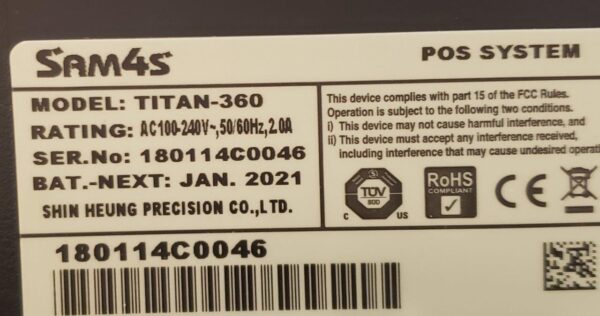 SAM4S
POS SYSTEM
MODEL: TITAN-360
RATING: AC100-240V~,50/60Hz,2.0A
SER.No: 180114C0046
BAT.-NEXT: JAN. 2021
SHIN HEUNG PRECISION CO.,LTD.
This device complies with part 15 of the FCC Rules.
Operation is subject to the following two conditions.
i) This device may not cause harmful interference, and
ii) This device must accept any interference received,
including interference that may cause undesired operati
TÜV
SÜD
C US
RoHS
COMPLIANT
CE
180114C0046